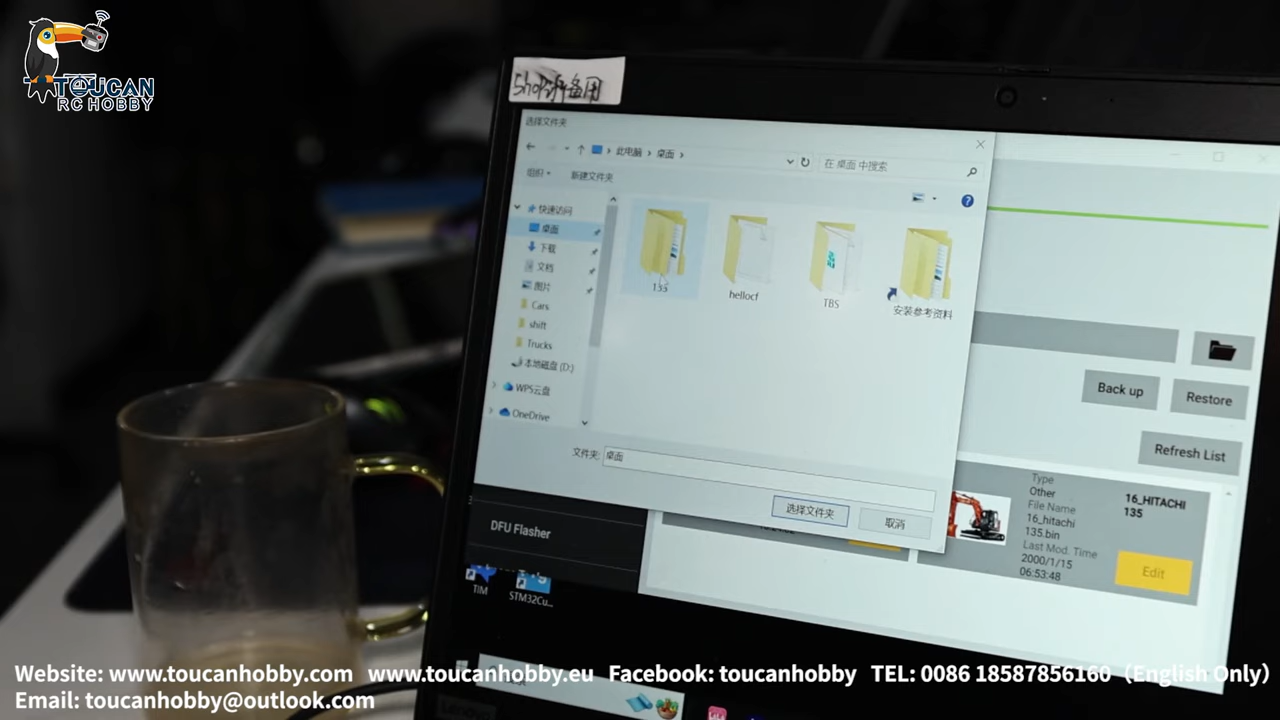 TOUCAN
RC HOBBY
备用
选择文件夹
此电脑 › 桌面 ›
在 桌面 中搜索
组织
新建文件夹
快速访问
桌面
下载
文档
图片
Cars
shift
Trucks
本地磁盘 (D:)
WPS云盘
OneDrive
135
hellocf
TBS
安装参考资料
文件夹: 桌面
选择文件夹
取消
Back up
Restore
Refresh List
Type
Other
File Name
16_hitachi
135.bin
Last Mod. Time
2000/1/15
06:53:48
16_HITACHI
135
Edit
DFU Flasher
TIM
STM32Cu...
Website: www.toucanhobby.com www.toucanhobby.eu Facebook: toucanhobby TEL: 0086 18587856160（English Only）
Email: toucanhobby@outlook.com